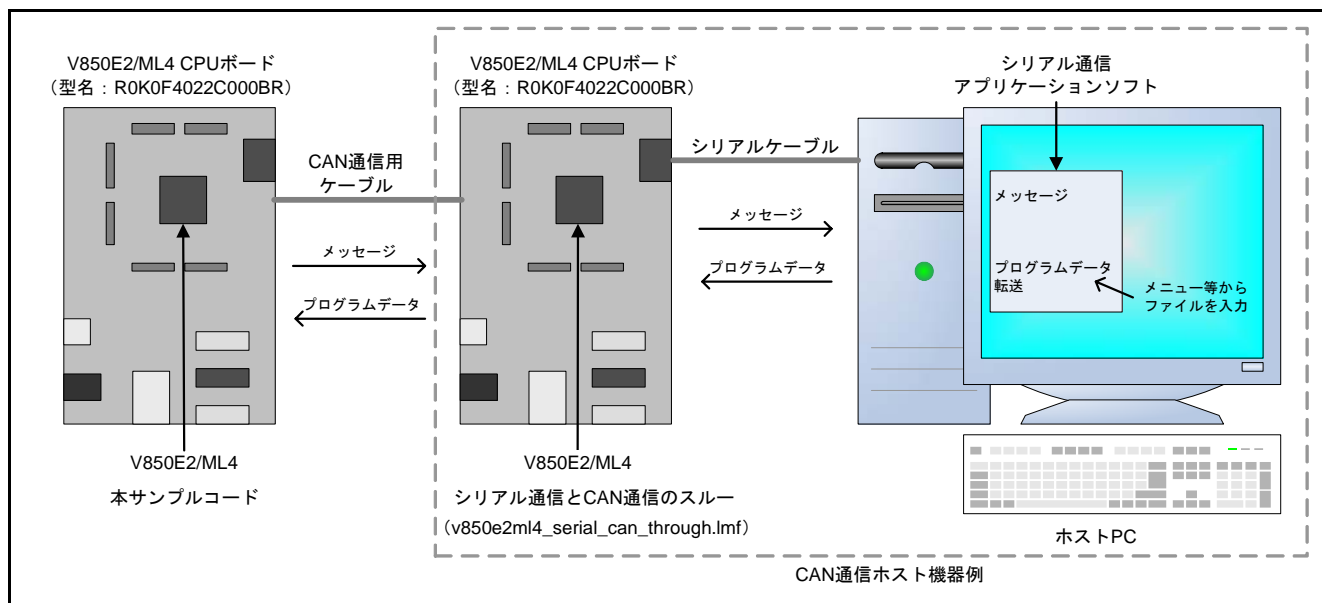 V850E2/ML4 CPUボード
（型名：R0K0F4022C000BR）
V850E2/ML4 CPUボード
（型名：R0K0F4022C000BR）
シリアル通信
アプリケーションソフト
CAN通信用
ケーブル
シリアルケーブル
メッセージ
プログラムデータ
メッセージ
プログラムデータ
メッセージ
プログラムデータ
転送
メニュー等から
ファイルを入力
V850E2/ML4
本サンプルコード
V850E2/ML4
シリアル通信とCAN通信のスルー
（v850e2ml4_serial_can_through.lmf）
ホストPC
CAN通信ホスト機器例